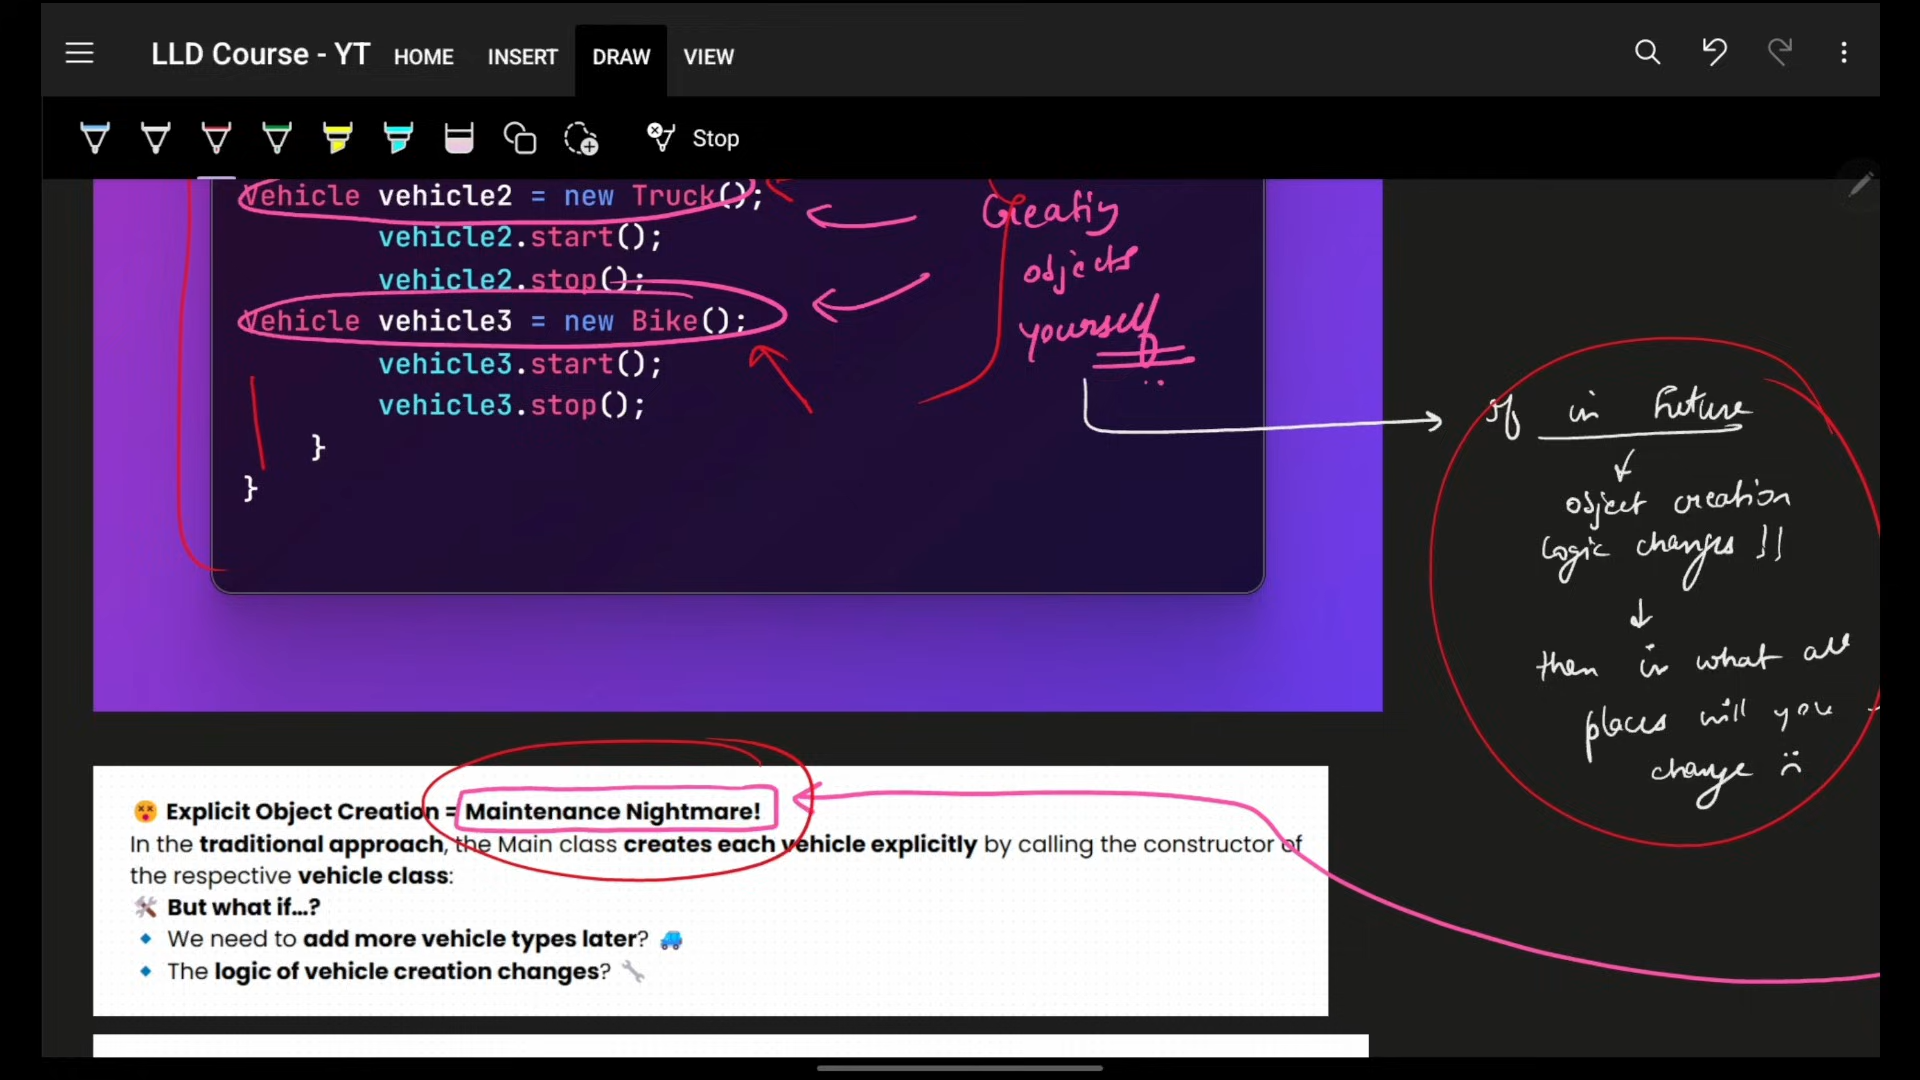 LLD Course - YT HOME INSERT DRAW VIEW
Stop
Vehicle vehicle2 = new Truck();
vehicle2.start();
vehicle2.stop();
Vehicle vehicle3 = new Bike();
vehicle3.start();
vehicle3.stop();
}
}
Creatig
objects
yourself
If in future
object creation
logic changes !!
then in what all
places will you
change
Explicit Object Creation = Maintenance Nightmare!
In the traditional approach, the Main class creates each vehicle explicitly by calling the constructor of
the respective vehicle class:
But what if...?
We need to add more vehicle types later?
The logic of vehicle creation changes?